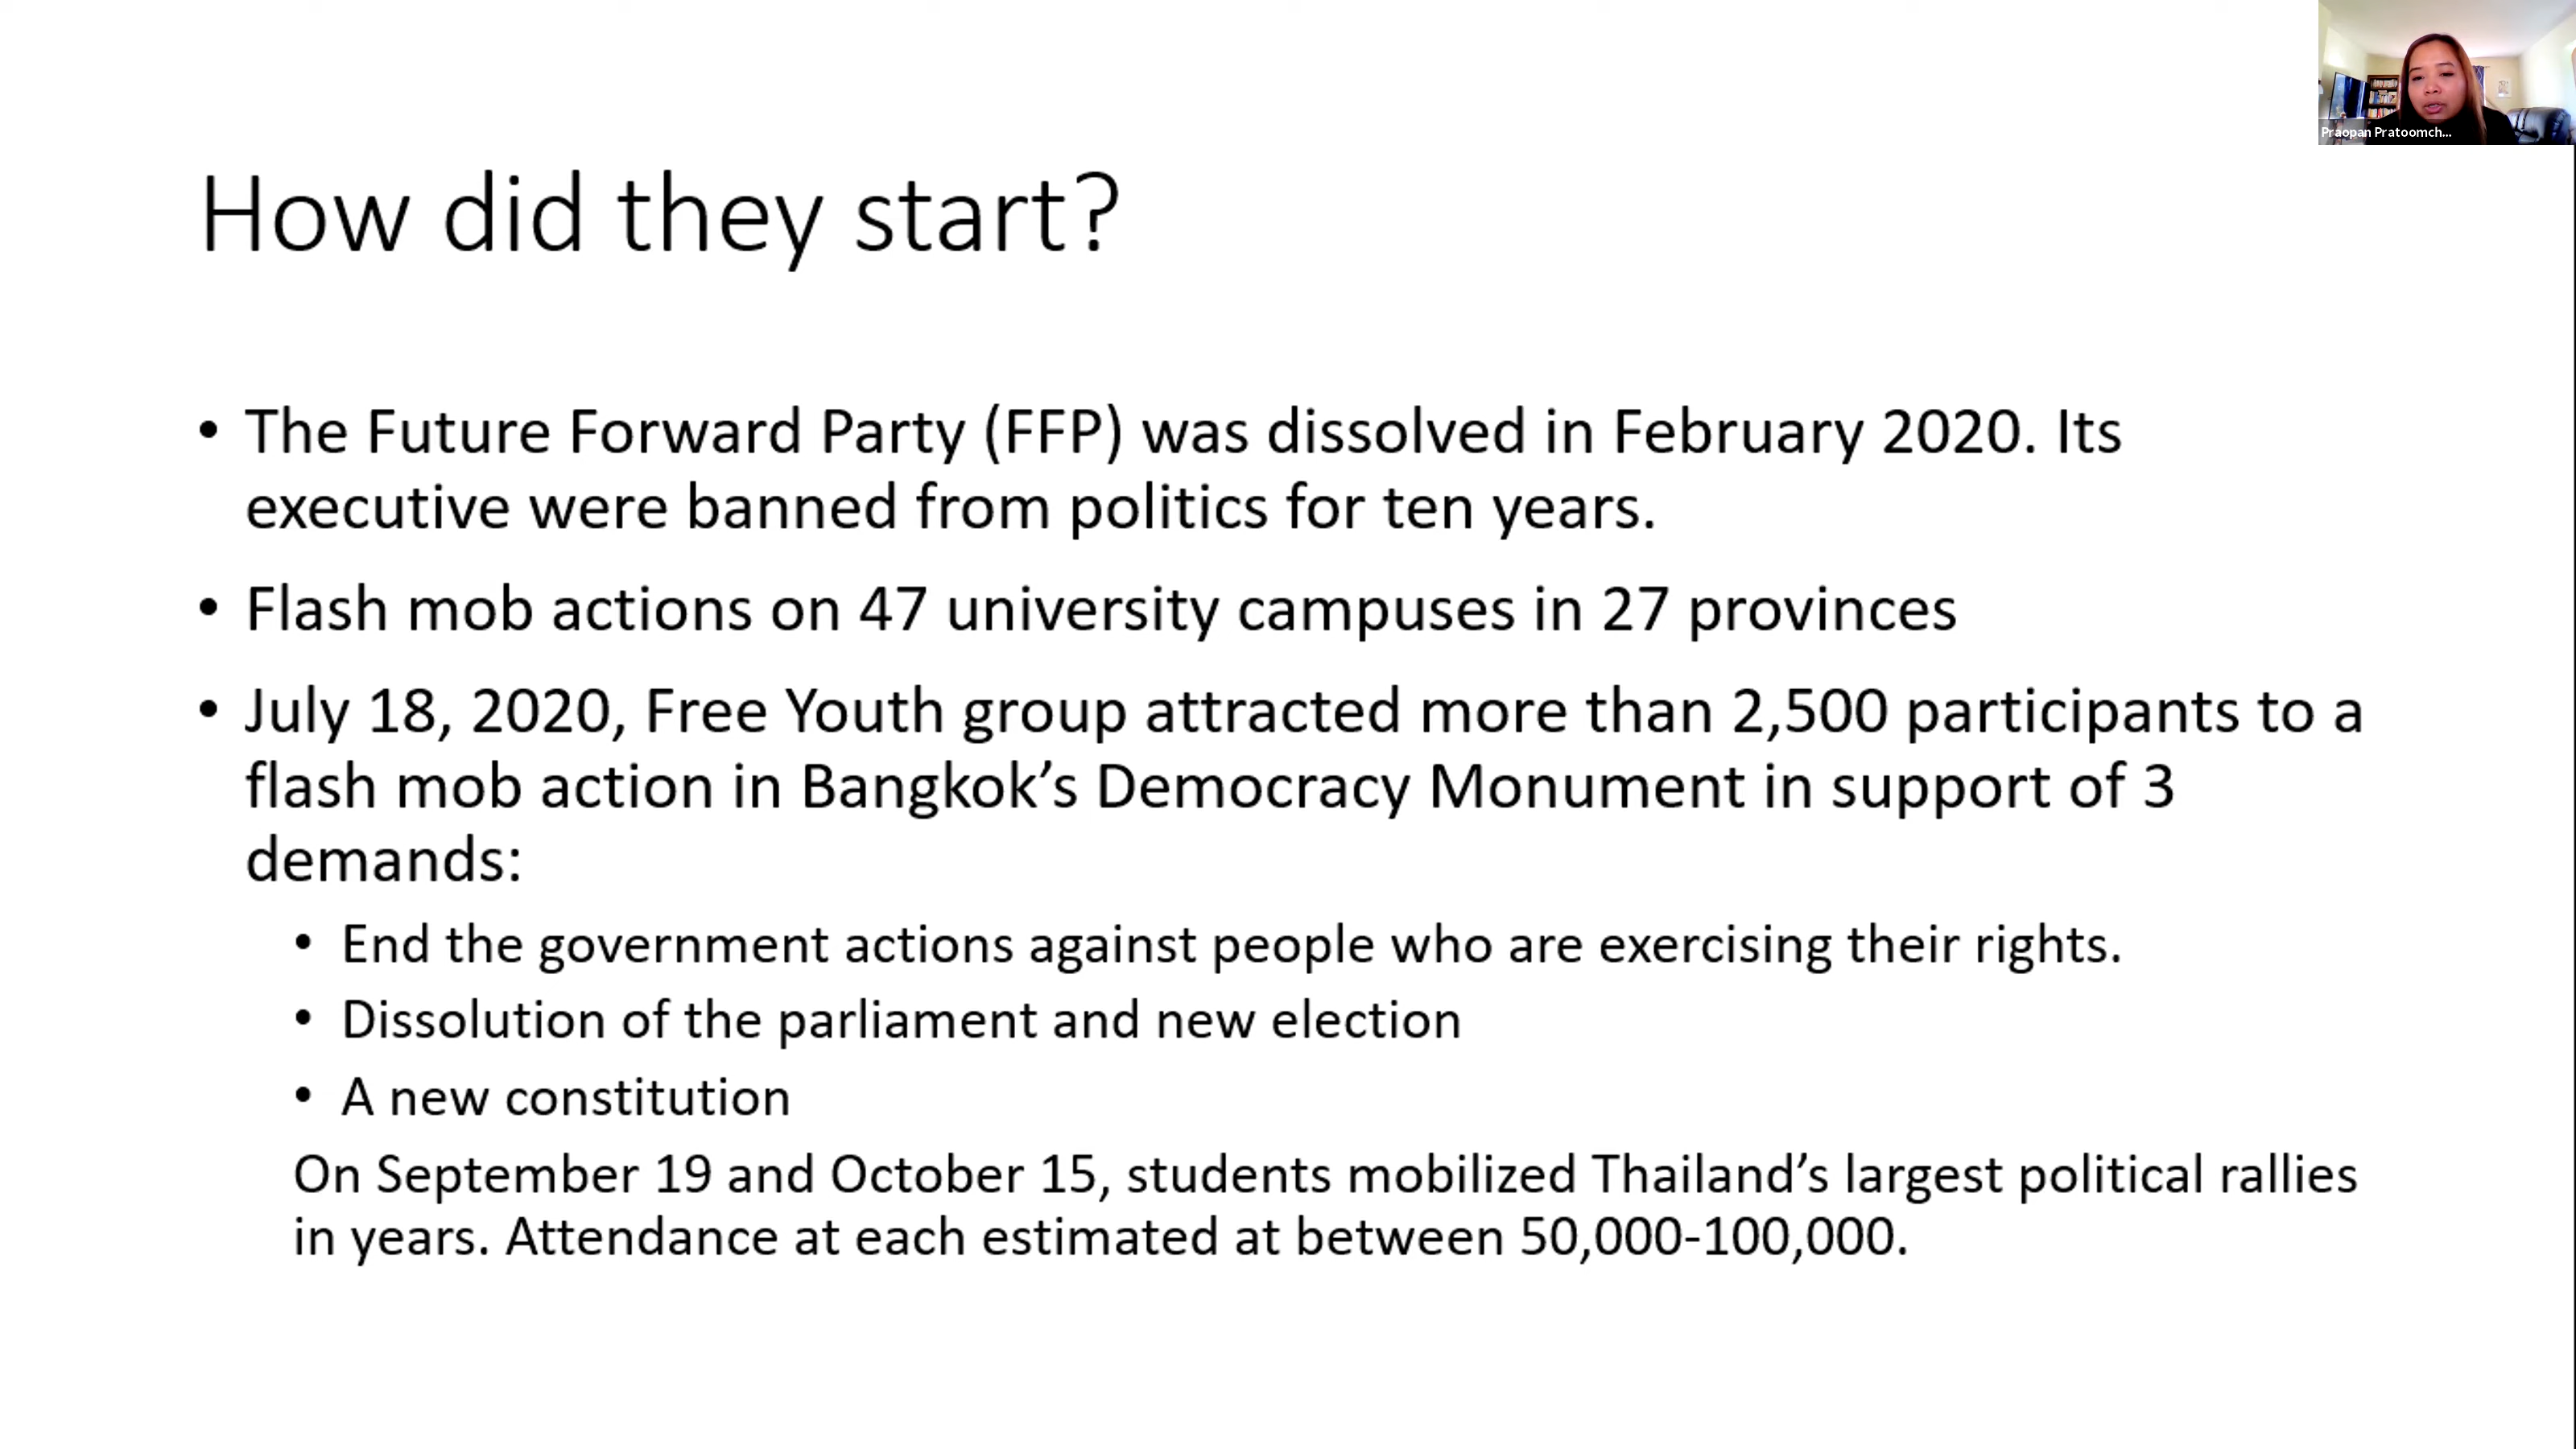 Praopan Pratoomch...
How did they start?
• The Future Forward Party (FFP) was dissolved in February 2020. Its
executive were banned from politics for ten years.
• Flash mob actions on 47 university campuses in 27 provinces
• July 18, 2020, Free Youth group attracted more than 2,500 participants to a
flash mob action in Bangkok’s Democracy Monument in support of 3
demands:
• End the government actions against people who are exercising their rights.
• Dissolution of the parliament and new election
• A new constitution
On September 19 and October 15, students mobilized Thailand’s largest political rallies
in years. Attendance at each estimated at between 50,000-100,000.